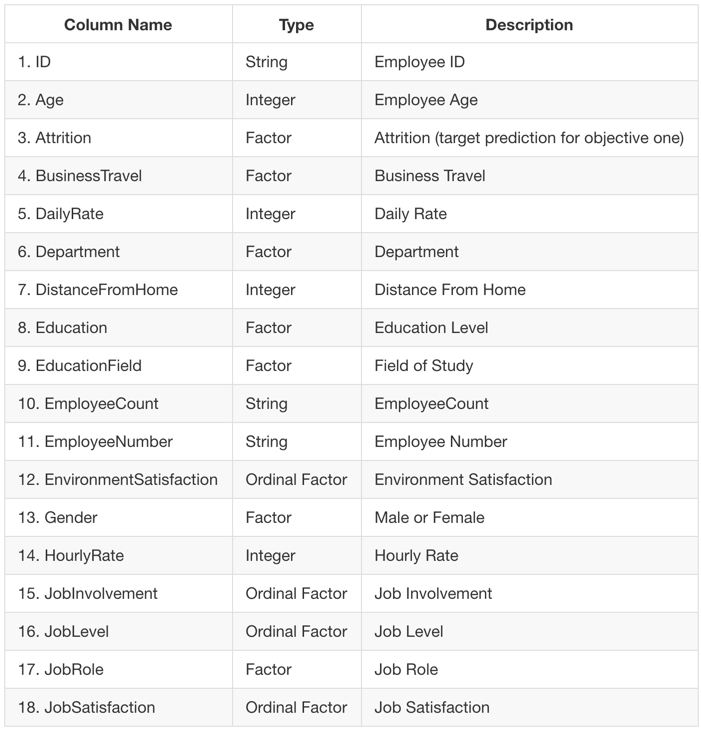 Column Name Type Description
1. ID String Employee ID
2. Age Integer Employee Age
3. Attrition Factor Attrition (target prediction for objective one)
4. BusinessTravel Factor Business Travel
5. DailyRate Integer Daily Rate
6. Department Factor Department
7. DistanceFromHome Integer Distance From Home
8. Education Factor Education Level
9. EducationField Factor Field of Study
10. EmployeeCount String EmployeeCount
11. EmployeeNumber String Employee Number
12. EnvironmentSatisfaction Ordinal Factor Environment Satisfaction
13. Gender Factor Male or Female
14. HourlyRate Integer Hourly Rate
15. JobInvolvement Ordinal Factor Job Involvement
16. JobLevel Ordinal Factor Job Level
17. JobRole Factor Job Role
18. JobSatisfaction Ordinal Factor Job Satisfaction